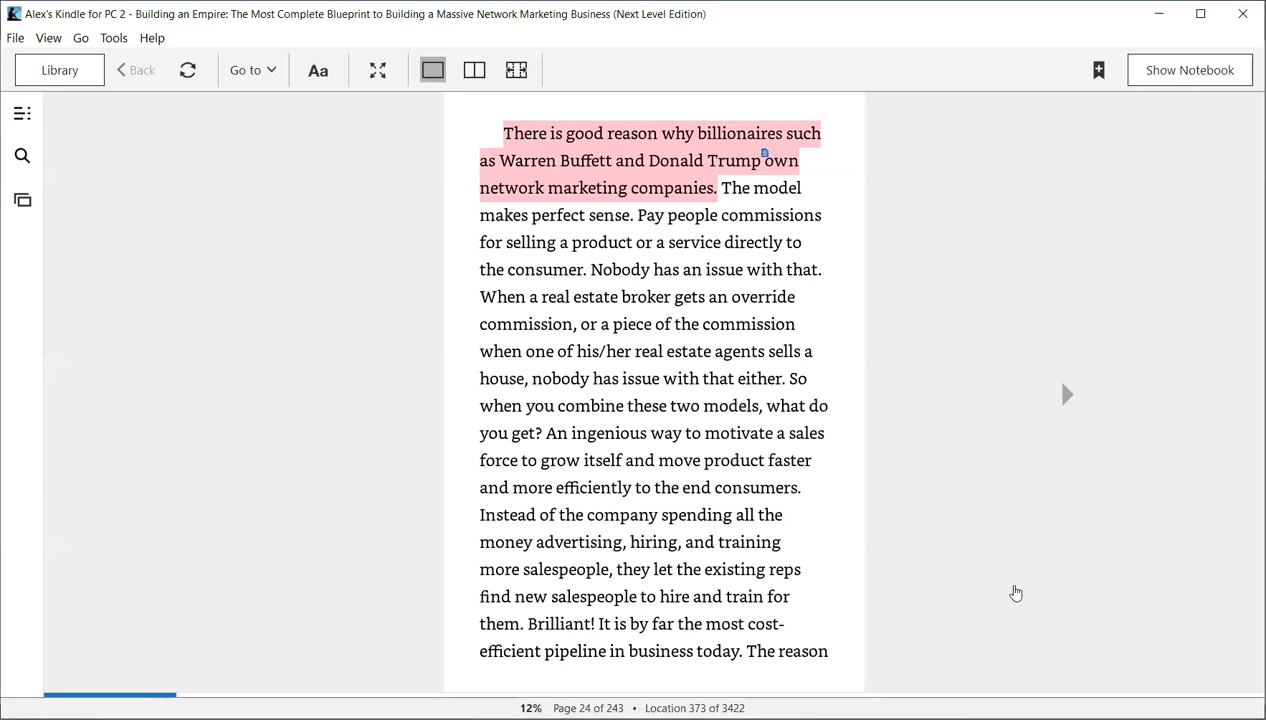 Alex's Kindle for PC 2 - Building an Empire: The Most Complete Blueprint to Building a Massive Network Marketing Business (Next Level Edition)
File View Go Tools Help
Library Back Go to Aa Show Notebook
There is good reason why billionaires such
as Warren Buffett and Donald Trump own
network marketing companies. The model
makes perfect sense. Pay people commissions
for selling a product or a service directly to
the consumer. Nobody has an issue with that.
When a real estate broker gets an override
commission, or a piece of the commission
when one of his/her real estate agents sells a
house, nobody has issue with that either. So
when you combine these two models, what do
you get? An ingenious way to motivate a sales
force to grow itself and move product faster
and more efficiently to the end consumers.
Instead of the company spending all the
money advertising, hiring, and training
more salespeople, they let the existing reps
find new salespeople to hire and train for
them. Brilliant! It is by far the most cost-
efficient pipeline in business today. The reason
12% Page 24 of 243 • Location 373 of 3422